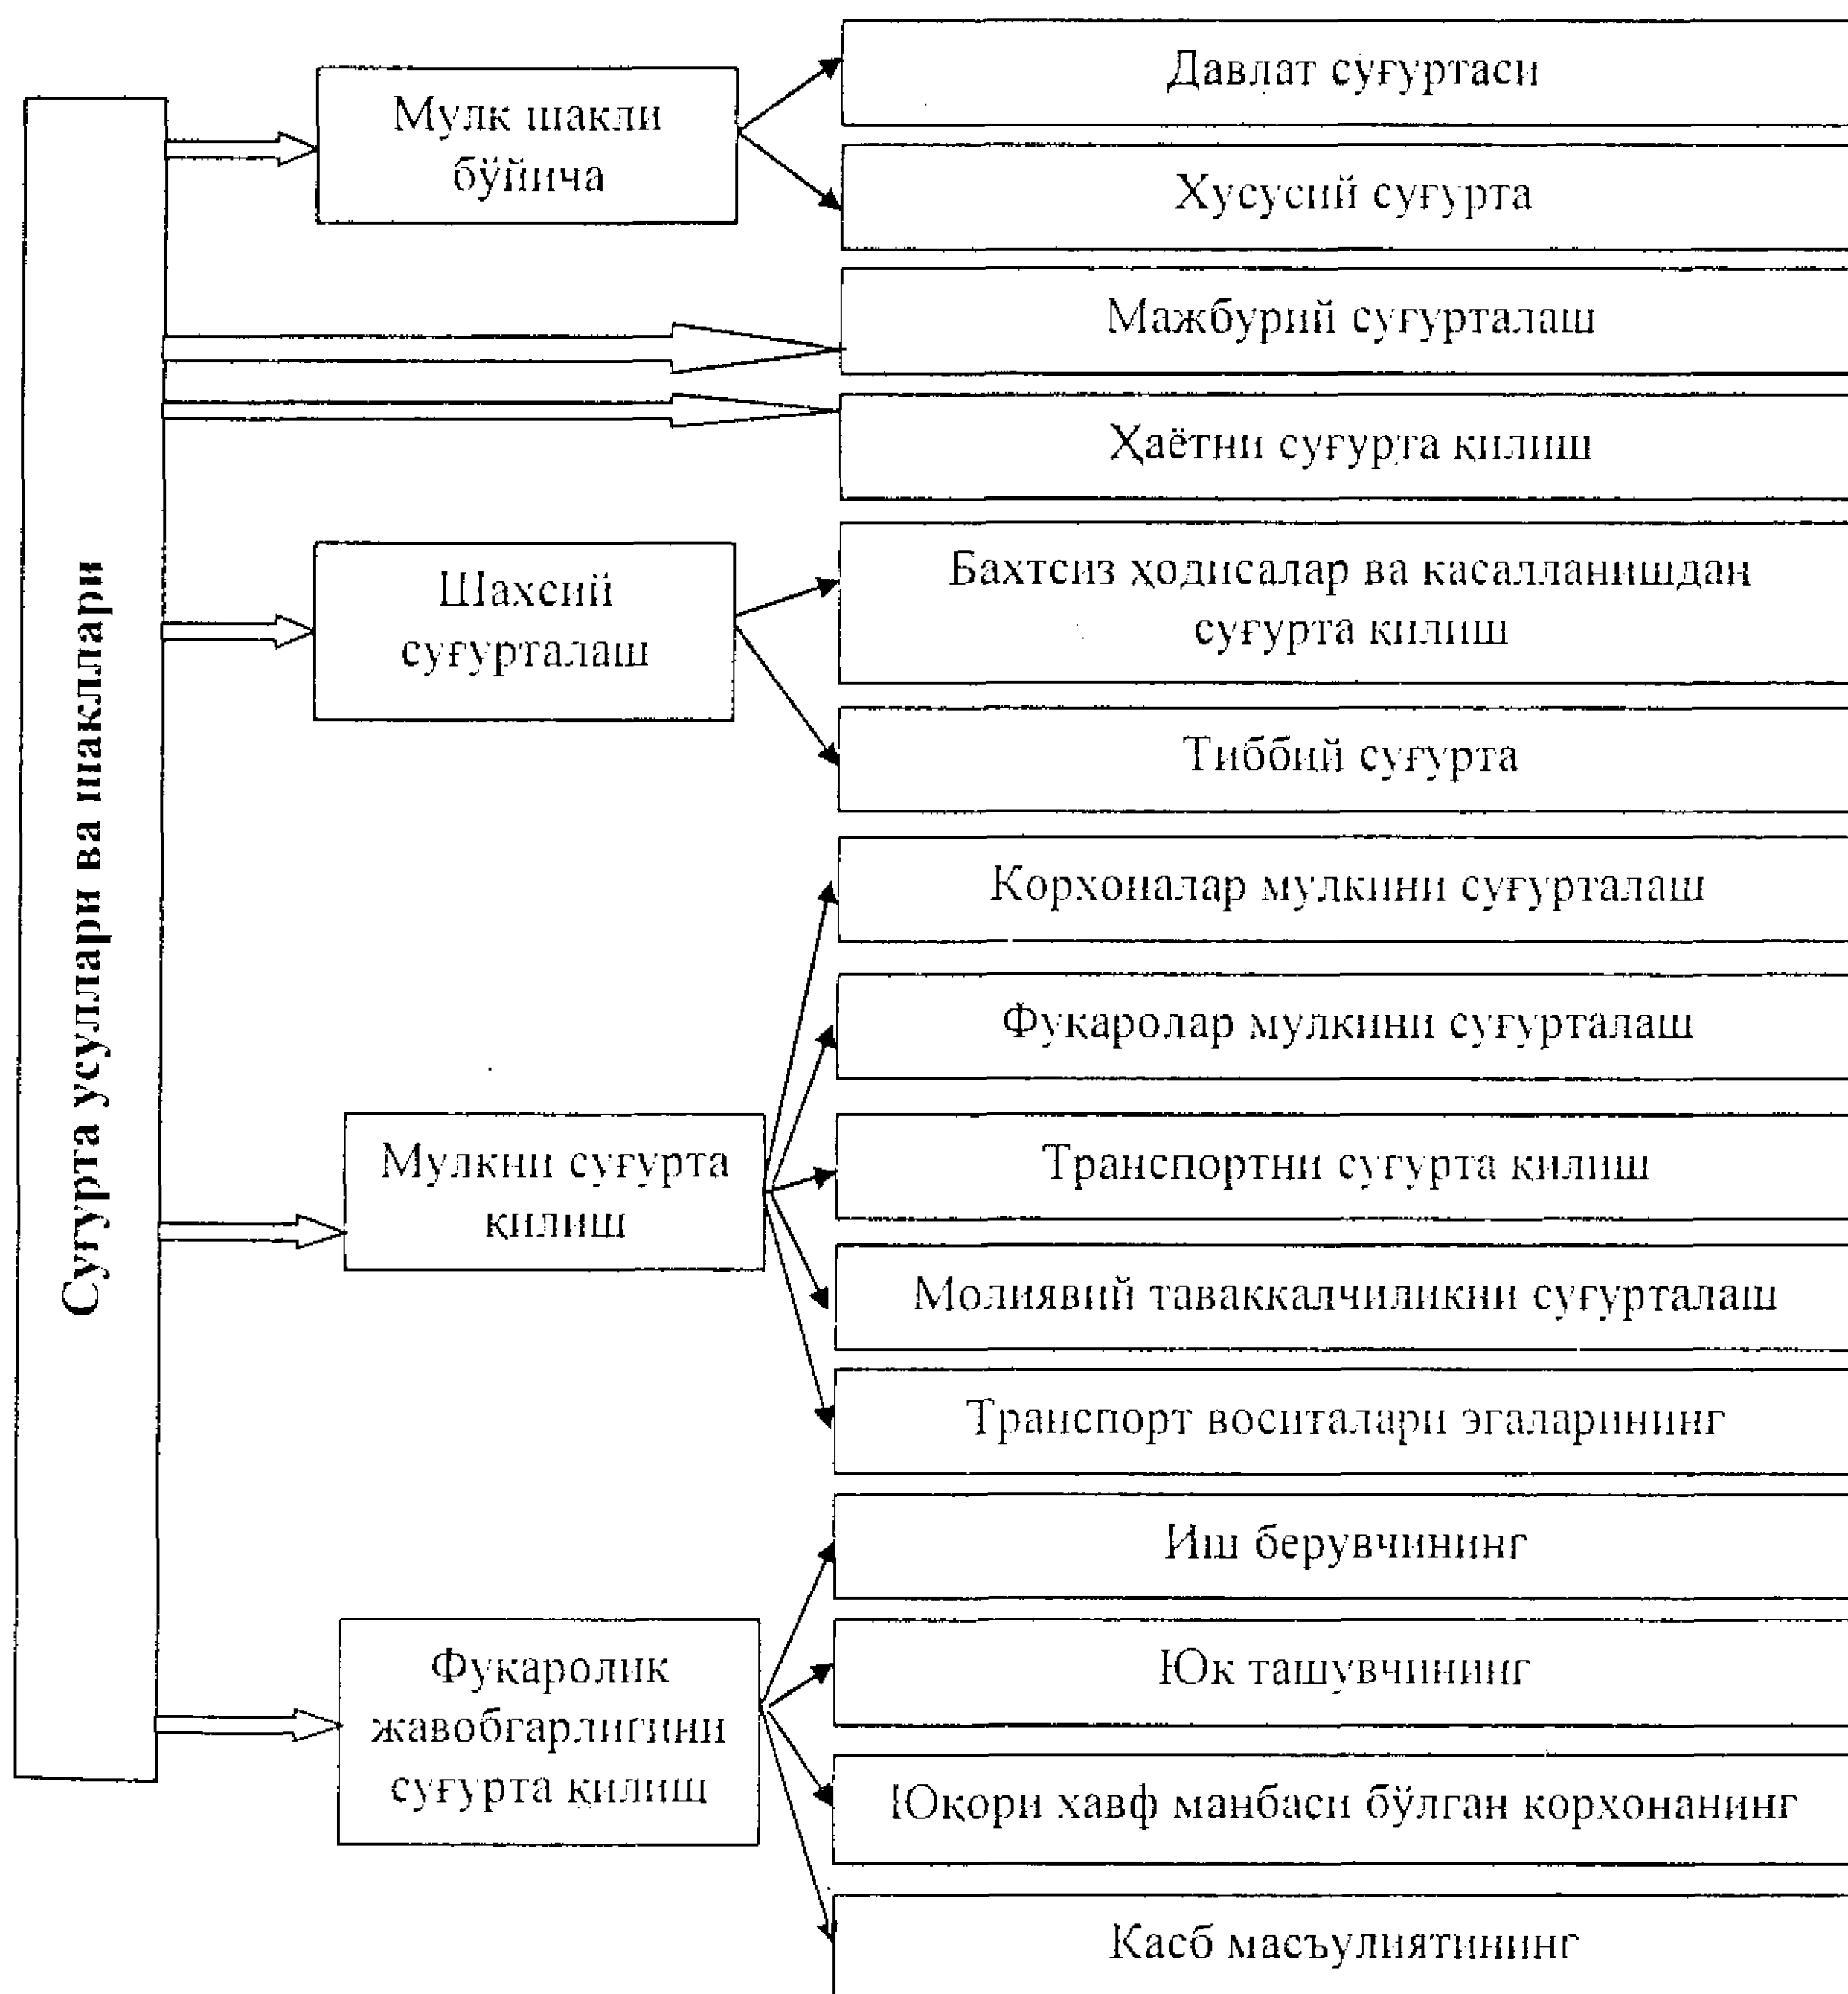 Суғурта усуллари ва шакллари
Мулк шакли
бўйича
Давлат суғуртаси
Хусусий суғурта
Мажбурий суғурталаш
Ҳаётни суғурта қилиш
Шахсий
суғурталаш
Бахтсиз ҳодисалар ва касалланишдан
суғурта қилиш
Тиббий суғурта
Мулкни суғурта
қилиш
Корхоналар мулкини суғурталаш
Фукаролар мулкини суғурталаш
Транспортни суғурта қилиш
Молиявий таваккалчиликни суғурталаш
Транспорт воситалари эгаларининг
Фукаролик
жавобгарлигини
суғурта қилищ
Иш берувчининг
Юк ташувчининг
Юқори хавф манбаси бўлган корхонанинг
Касб масъулиятининг